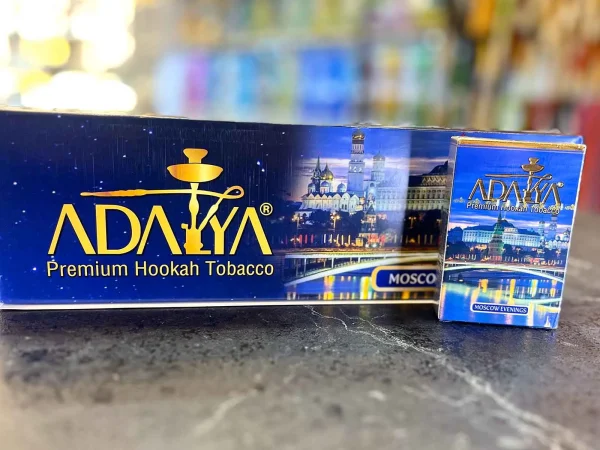 ADALYA®
Premium Hookah Tobacco
MOSCO
ADALYA®
Premium Hookah Tobacco
MOSCOW EVENINGS